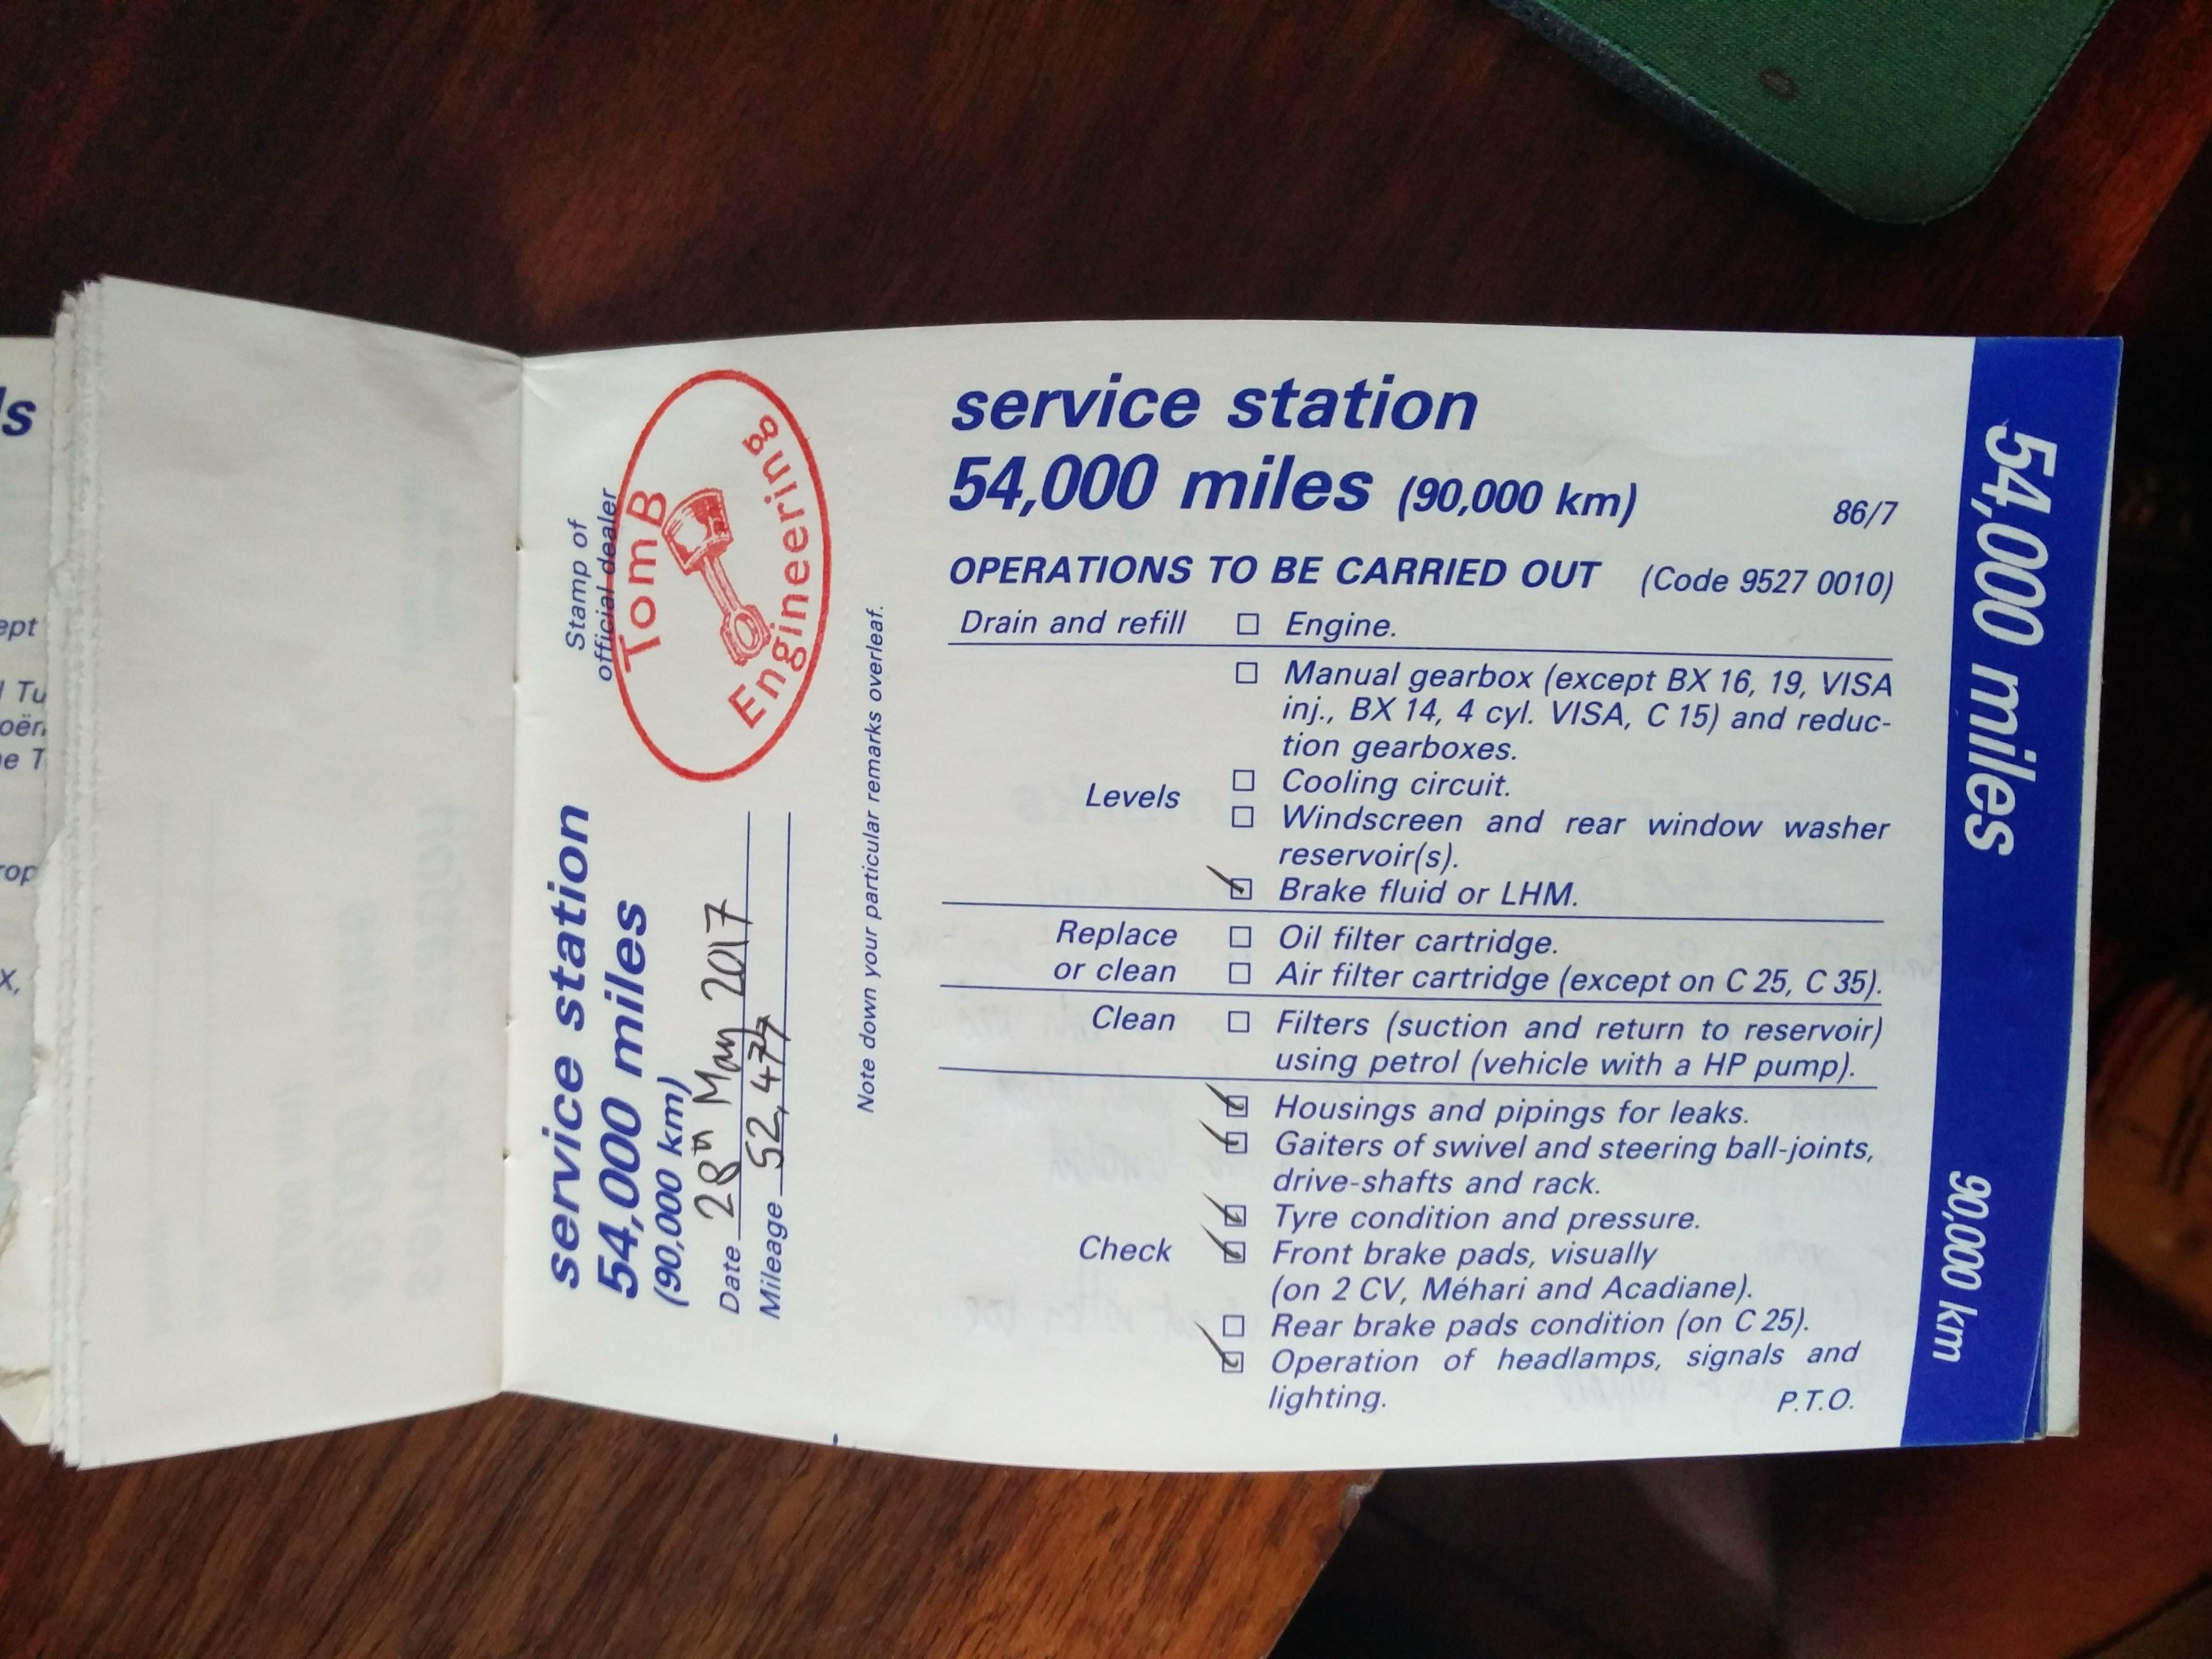 ls
ept
Tu
oën
e T
rop
x,
Stamp of
official dealer
TomB
Engineering
service station
54,000 miles
(90,000 km)
Date 28th May 2017
Mileage 52,477
Note down your particular remarks overleaf.
service station
54,000 miles (90,000 km)
86/7
OPERATIONS TO BE CARRIED OUT (Code 9527 0010)
Drain and refill Engine.
Manual gearbox (except BX 16, 19, VISA
inj., BX 14, 4 cyl. VISA, C 15) and reduc-
tion gearboxes.
Levels
Cooling circuit.
Windscreen and rear window washer
reservoir(s).
Brake fluid or LHM.
Replace
or clean
Oil filter cartridge.
Air filter cartridge (except on C 25, C 35).
Clean
Filters (suction and return to reservoir)
using petrol (vehicle with a HP pump).
Check
Housings and pipings for leaks.
Gaiters of swivel and steering ball-joints,
drive-shafts and rack.
Tyre condition and pressure.
Front brake pads, visually
(on 2 CV, Méhari and Acadiane).
Rear brake pads condition (on C 25).
Operation of headlamps, signals and
lighting.
P.T.O.
54,000 miles
90,000 km